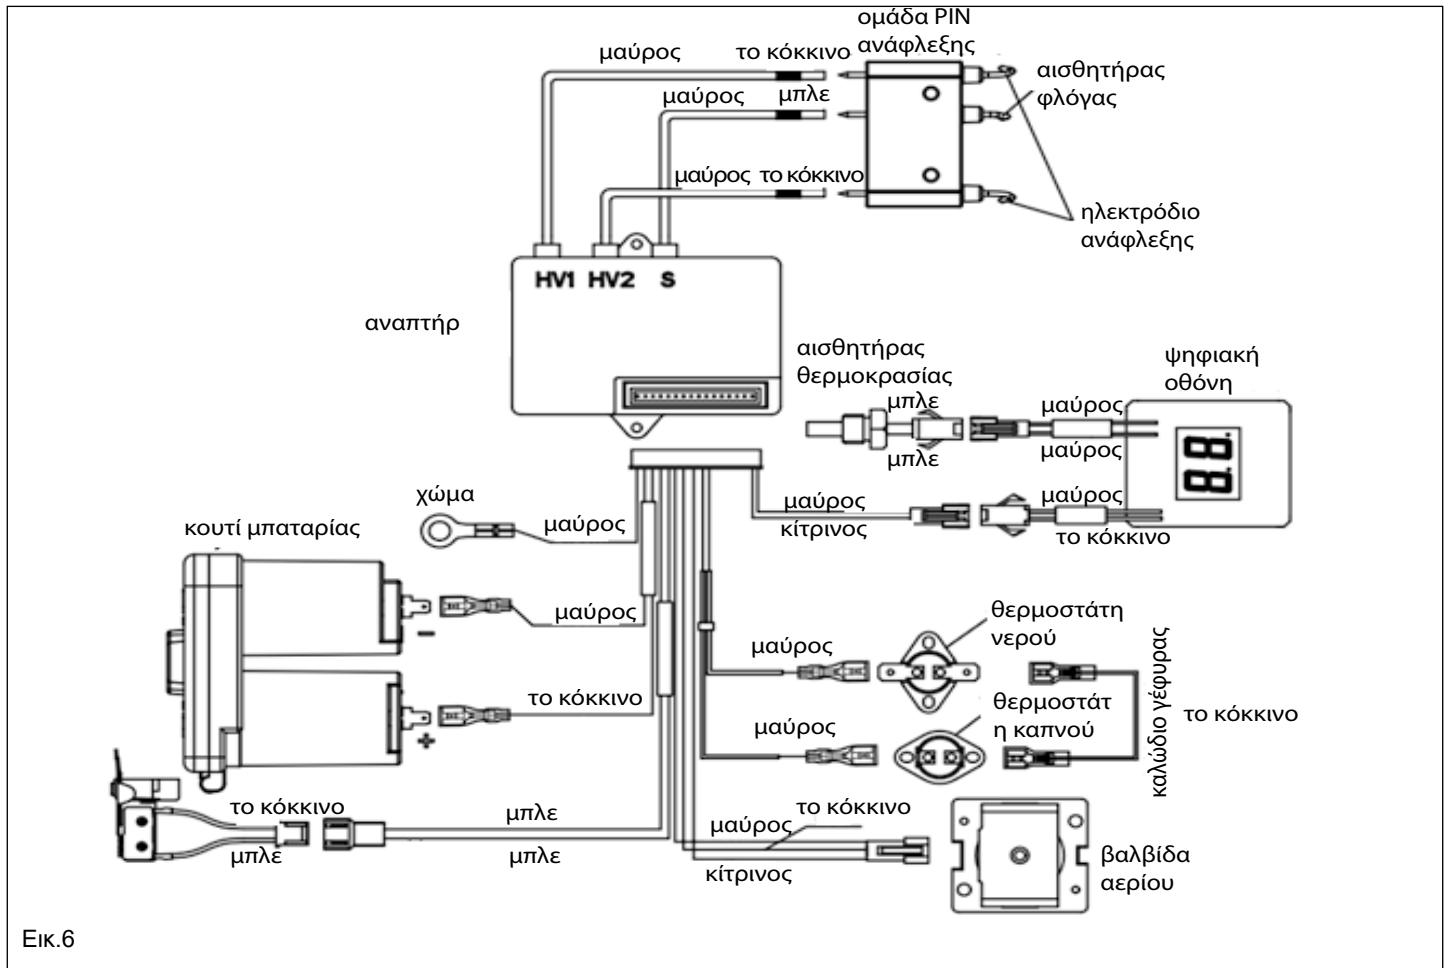 ομάδα PIN
ανάφλεξης
μαύρος
το κόκκινο
αισθητήρας
φλόγας
μαύρος
μπλε
μαύρος
το κόκκινο
ηλεκτρόδιο
ανάφλεξης
HV1 HV2 S
αναπτήρ
αισθητήρας
θερμοκρασίας
ψηφιακή
οθόνη
μπλε
μαύρος
μπλε
μαύρος
88
χώμα
μαύρος
μαύρος
μαύρος
κίτρινος
το κόκκινο
κουτί μπαταρίας
μαύρος
-
θερμοστάτη
νερού
μαύρος
το κόκκινο
+
θερμοστάτ
η καπνού
μαύρος
καλώδιο γέφυρας
το κόκκινο
το κόκκινο
μπλε
μπλε
μπλε
το κόκκινο
μαύρος
κίτρινος
βαλβίδα
αερίου
Εικ.6